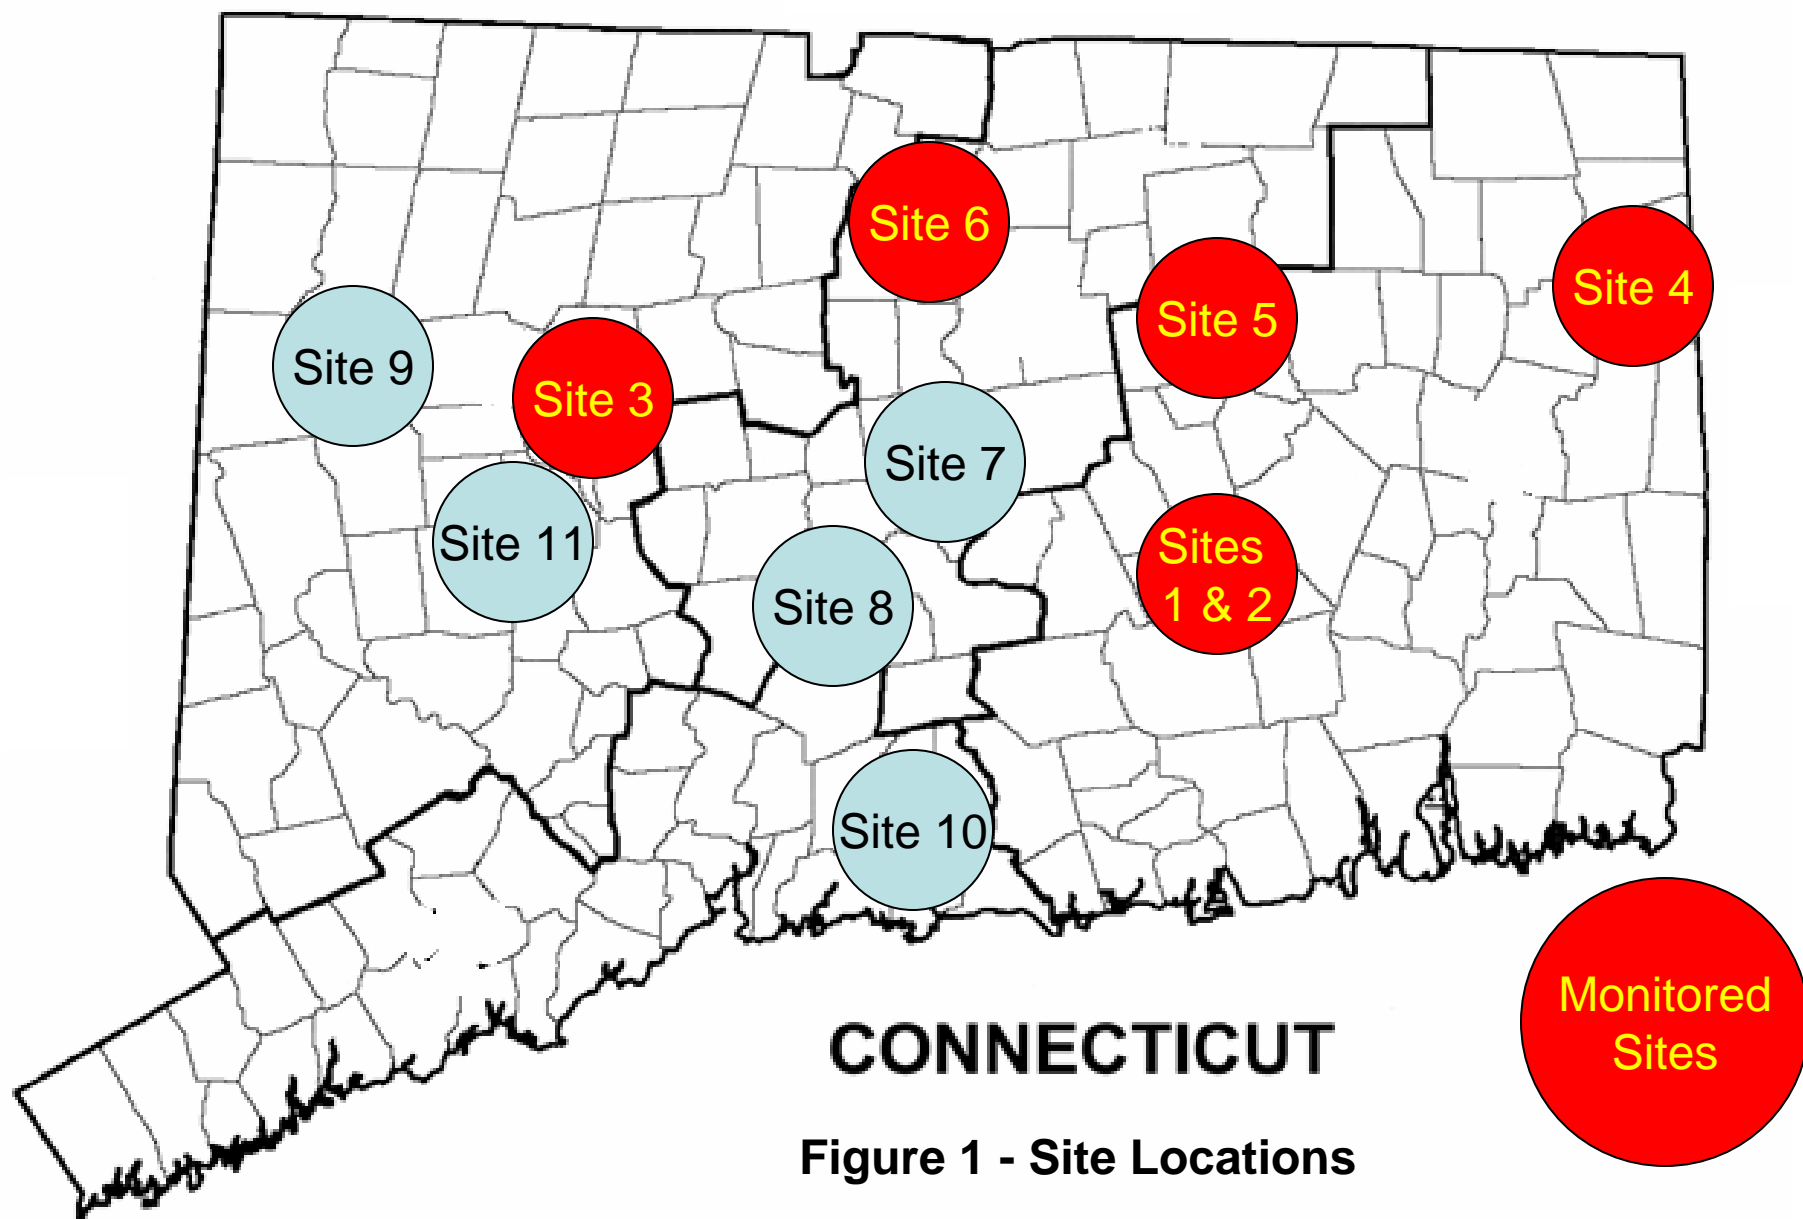 Site 6
Site 5
Site 4
Site 9
Site 3
Site 7
Site 11
Sites
1 & 2
Site 8
Site 10
Monitored
Sites
CONNECTICUT
Figure 1 - Site Locations